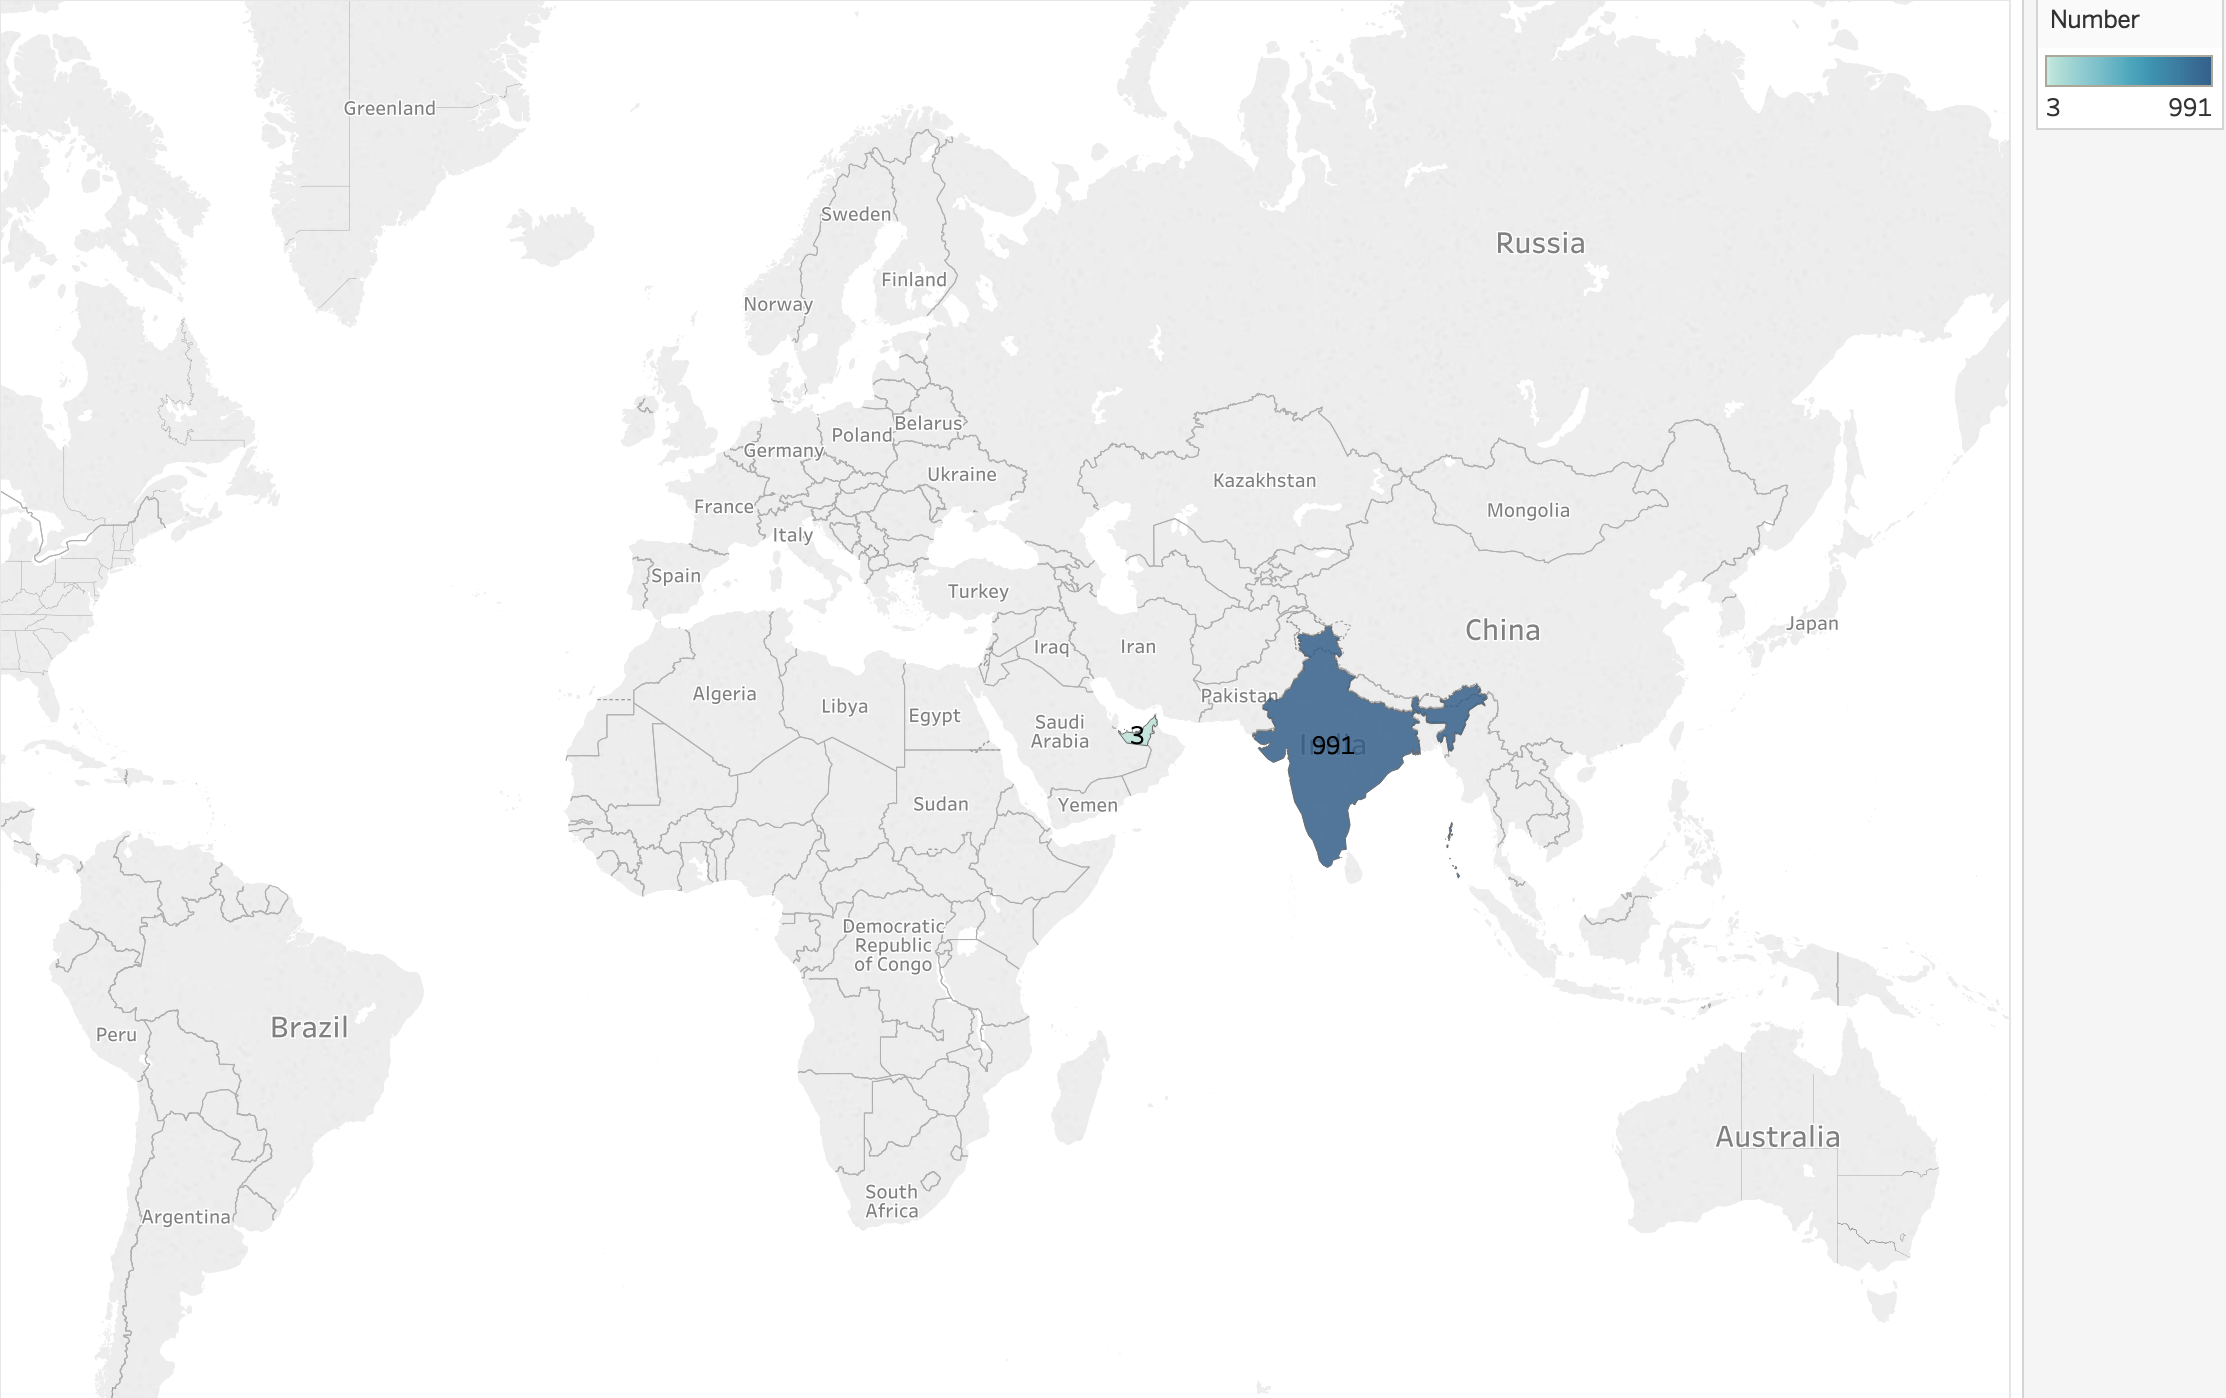 Number
3
991
Greenland
Sweden
Finland
Norway
Russia
Belarus
Poland
Germany
Ukraine
France
Italy
Spain
Turkey
Kazakhstan
Mongolia
China
Japan
Iraq
Iran
Pakistan
Algeria
Libya
Egypt
Saudi
Arabia
3
India
991
Sudan
Yemen
Democratic
Republic
of Congo
Peru
Brazil
Argentina
South
Africa
Australia